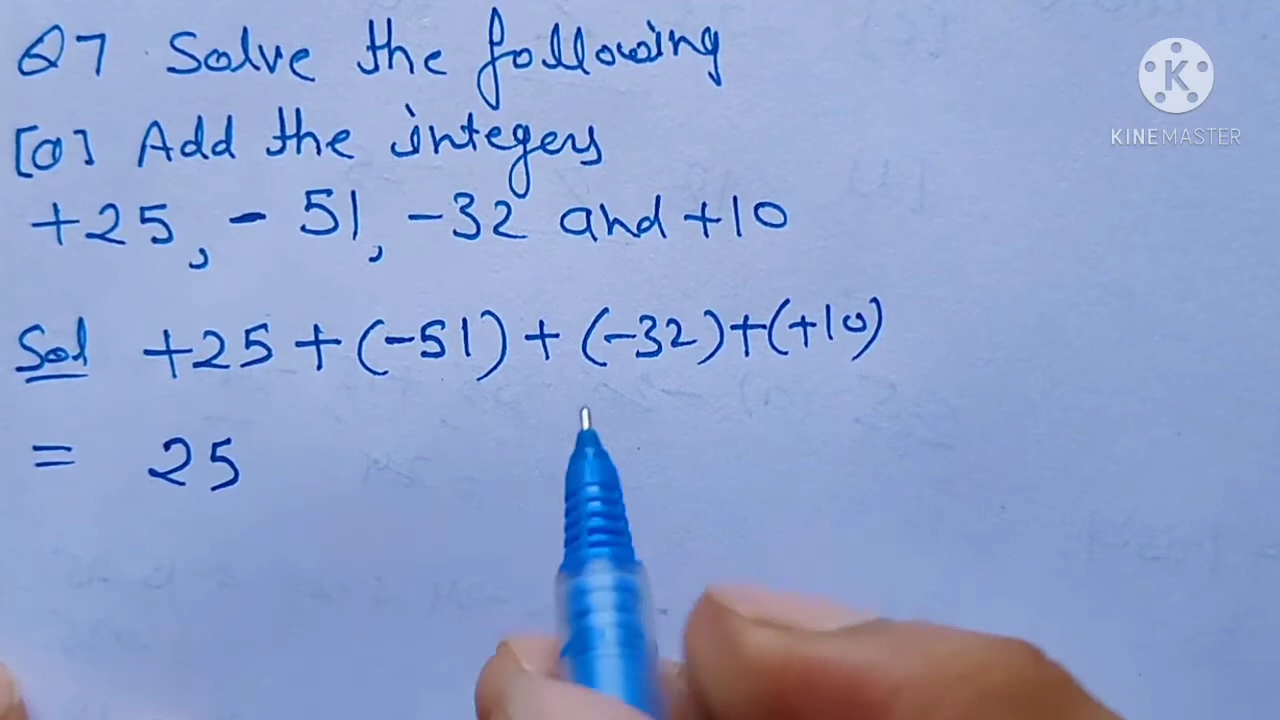 Q7 Solve the following
[a] Add the integers
+25, - 51, -32 and +10
Sol +25 + (-51) + (-32) + (+10)
= 25
K
KINEMASTER